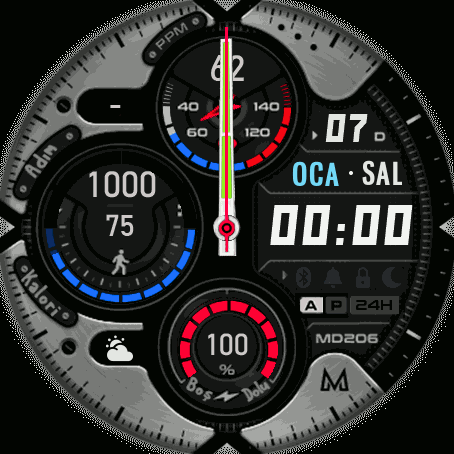 PPM
62
40 140
60 120
-
07 D
Adım
OCA · SAL
1000
75
00:00
Kalori
A P 24H
MD206
100
%
Boş Dolu
M